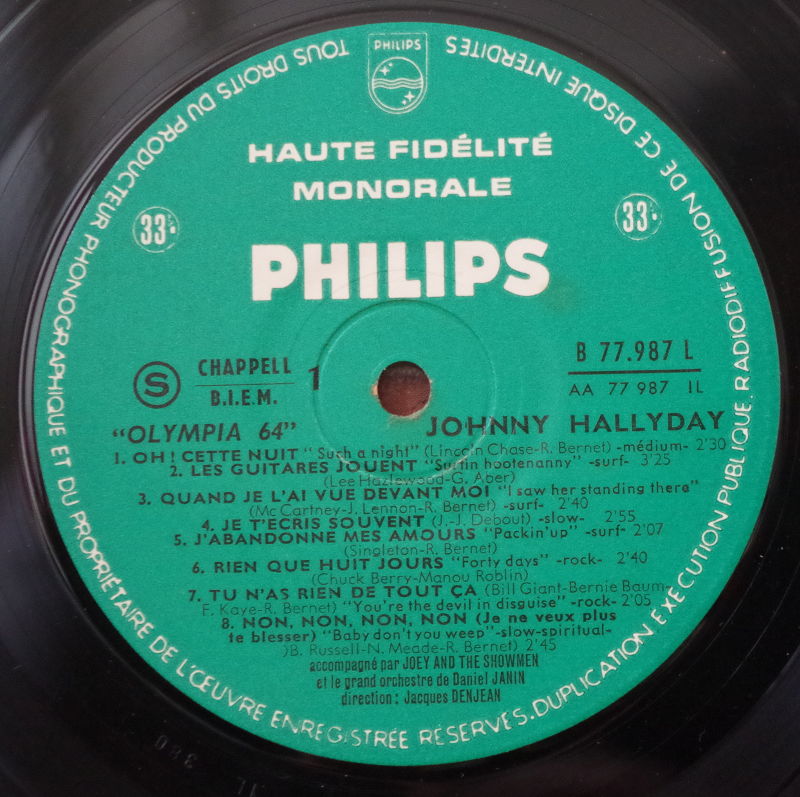 PHILIPS
TOUS DROITS DU PRODUCTEUR PHONOGRAPHIQUE ET DU PROPRIÉTAIRE DE L'ŒUVRE ENREGISTRÉE RÉSERVÉS. DUPLICATION, EXÉCUTION PUBLIQUE, RADIODIFFUSION DE CE DISQUE INTERDITES
HAUTE FIDÉLITÉ
MONORALE
33· 33·
PHILIPS
S CHAPPELL 1 B 77.987 L
B.I.E.M. AA 77 987 1L
"OLYMPIA 64" JOHNNY HALLYDAY
1. OH! CETTE NUIT "Such a night" (Lincoln Chase-R. Bernet) -médium- 2'30
2. LES GUITARES JOUENT "Surfin hootenanny" -surf- 3'25
(Lee Hazlewood-G. Aber)
3. QUAND JE L'AI VUE DEVANT MOI "I saw her standing there"
(Mc Cartney-J. Lennon-R. Bernet) -surf- 2'40
4. JE T'ECRIS SOUVENT (J.-J. Debout) -slow- 2'55
5. J'ABANDONNE MES AMOURS "Packin'up" -surf- 2'07
(Singleton-R. Bernet)
6. RIEN QUE HUIT JOURS "Forty days" -rock- 2'40
(Chuck Berry-Manou Roblin)
7. TU N'AS RIEN DE TOUT ÇA (Bill Giant-Bernie Baum-
F. Kaye-R. Bernet) "You're the devil in disguise" -rock- 2'05
8. NON, NON, NON, NON (Je ne veux plus
te blesser) "Baby don't you weep" -slow-spiritual-
)B. Russell-N. Meade-R. Bernet) 2'45
accompagné par JOEY AND THE SHOWMEN
et le grand orchestre de Daniel JANIN
direction : Jacques DENJEAN
380
1L